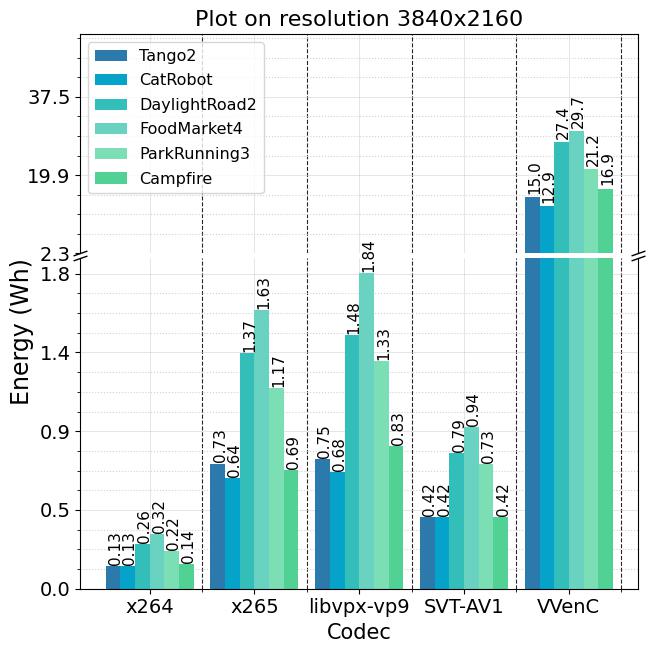 Plot on resolution 3840x2160
Tango2
CatRobot
DaylightRoad2
FoodMarket4
ParkRunning3
Campfire
37.5
19.9
2.3
1.8
1.4
0.9
0.5
0.0
Energy (Wh)
0.13
0.13
0.26
0.32
0.22
0.14
0.73
0.64
1.37
1.63
1.17
0.69
0.75
0.68
1.48
1.84
1.33
0.83
0.42
0.42
0.79
0.94
0.73
0.42
15.0
12.9
27.4
29.7
21.2
16.9
x264
x265
libvpx-vp9
SVT-AV1
VVenC
Codec